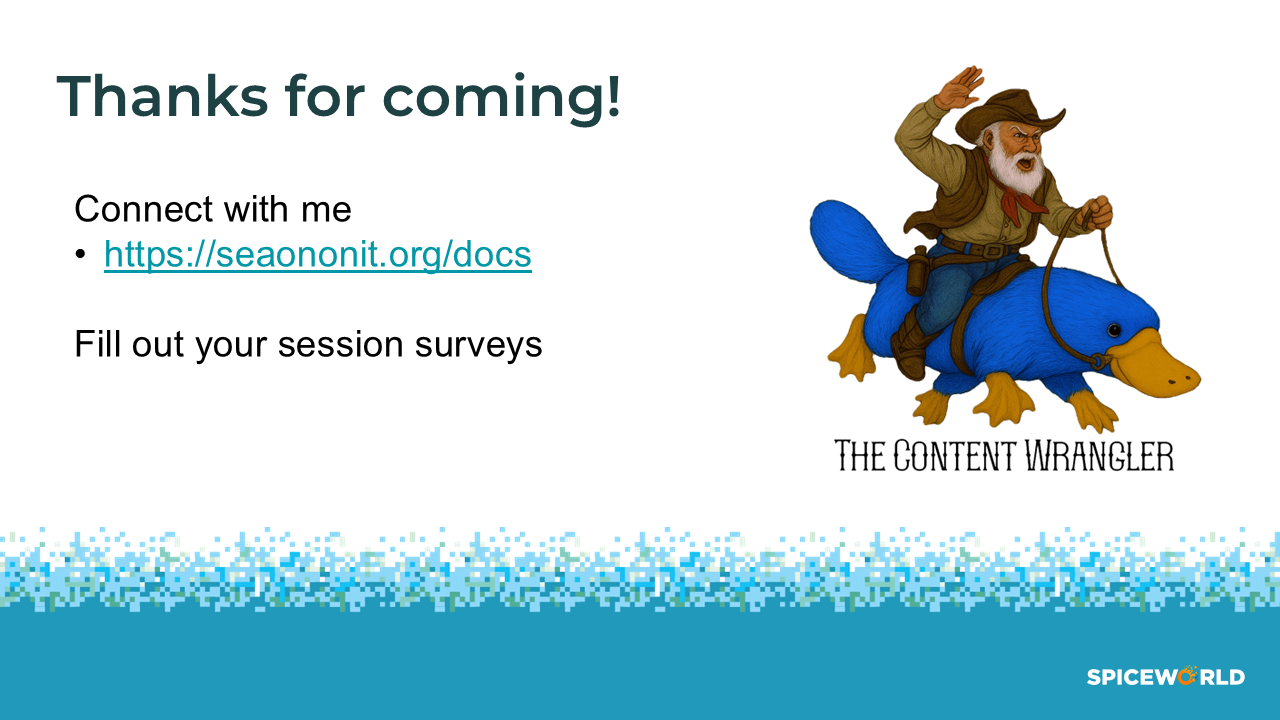 Thanks for coming!
Connect with me
• https://seaononit.org/docs
Fill out your session surveys
THE CONTENT WRANGLER
SPICEWORLD